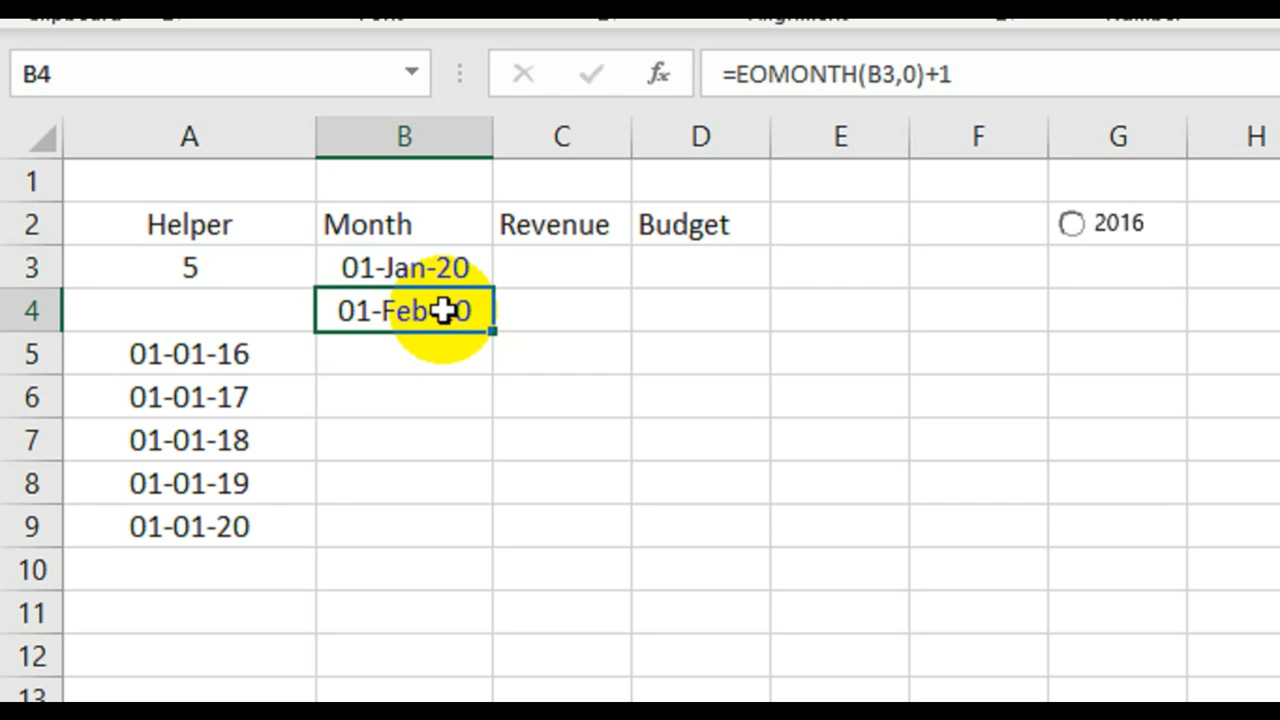 B4 fx =EOMONTH(B3,0)+1
A B C D E F G H
1
2 Helper Month Revenue Budget 2016
3 5 01-Jan-20
4 01-Feb
5 01-01-16
6 01-01-17
7 01-01-18
8 01-01-19
9 01-01-20
10
11
12
13